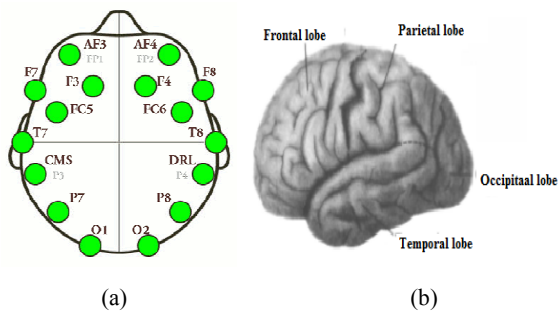 AF3 AF4
FP1 FP2
F7 F3 F4 F8
FC5 FC6
T7 T8
CMS DRL
P3 P4
P7 P8
O1 O2
(a)
Frontal lobe
Parietal lobe
Occipitaal lobe
Temporal lobe
(b)